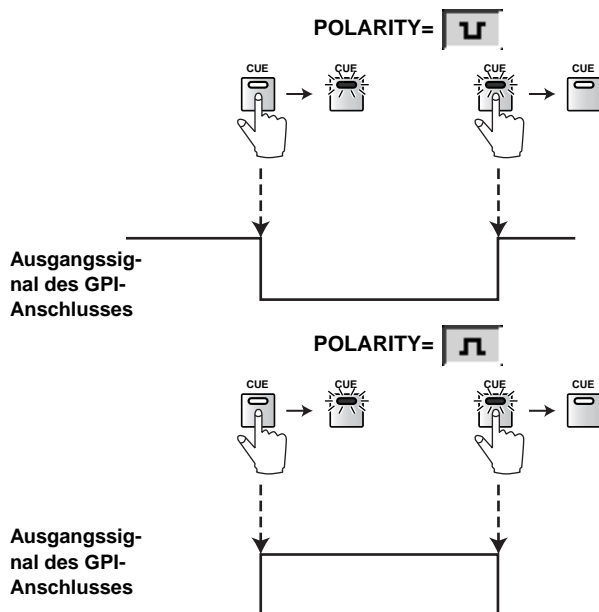 POLARITY=
CUE CUE CUE CUE
Ausgangssig-
nal des GPI-
Anschlusses
POLARITY=
CUE CUE CUE CUE
Ausgangssig-
nal des GPI-
Anschlusses